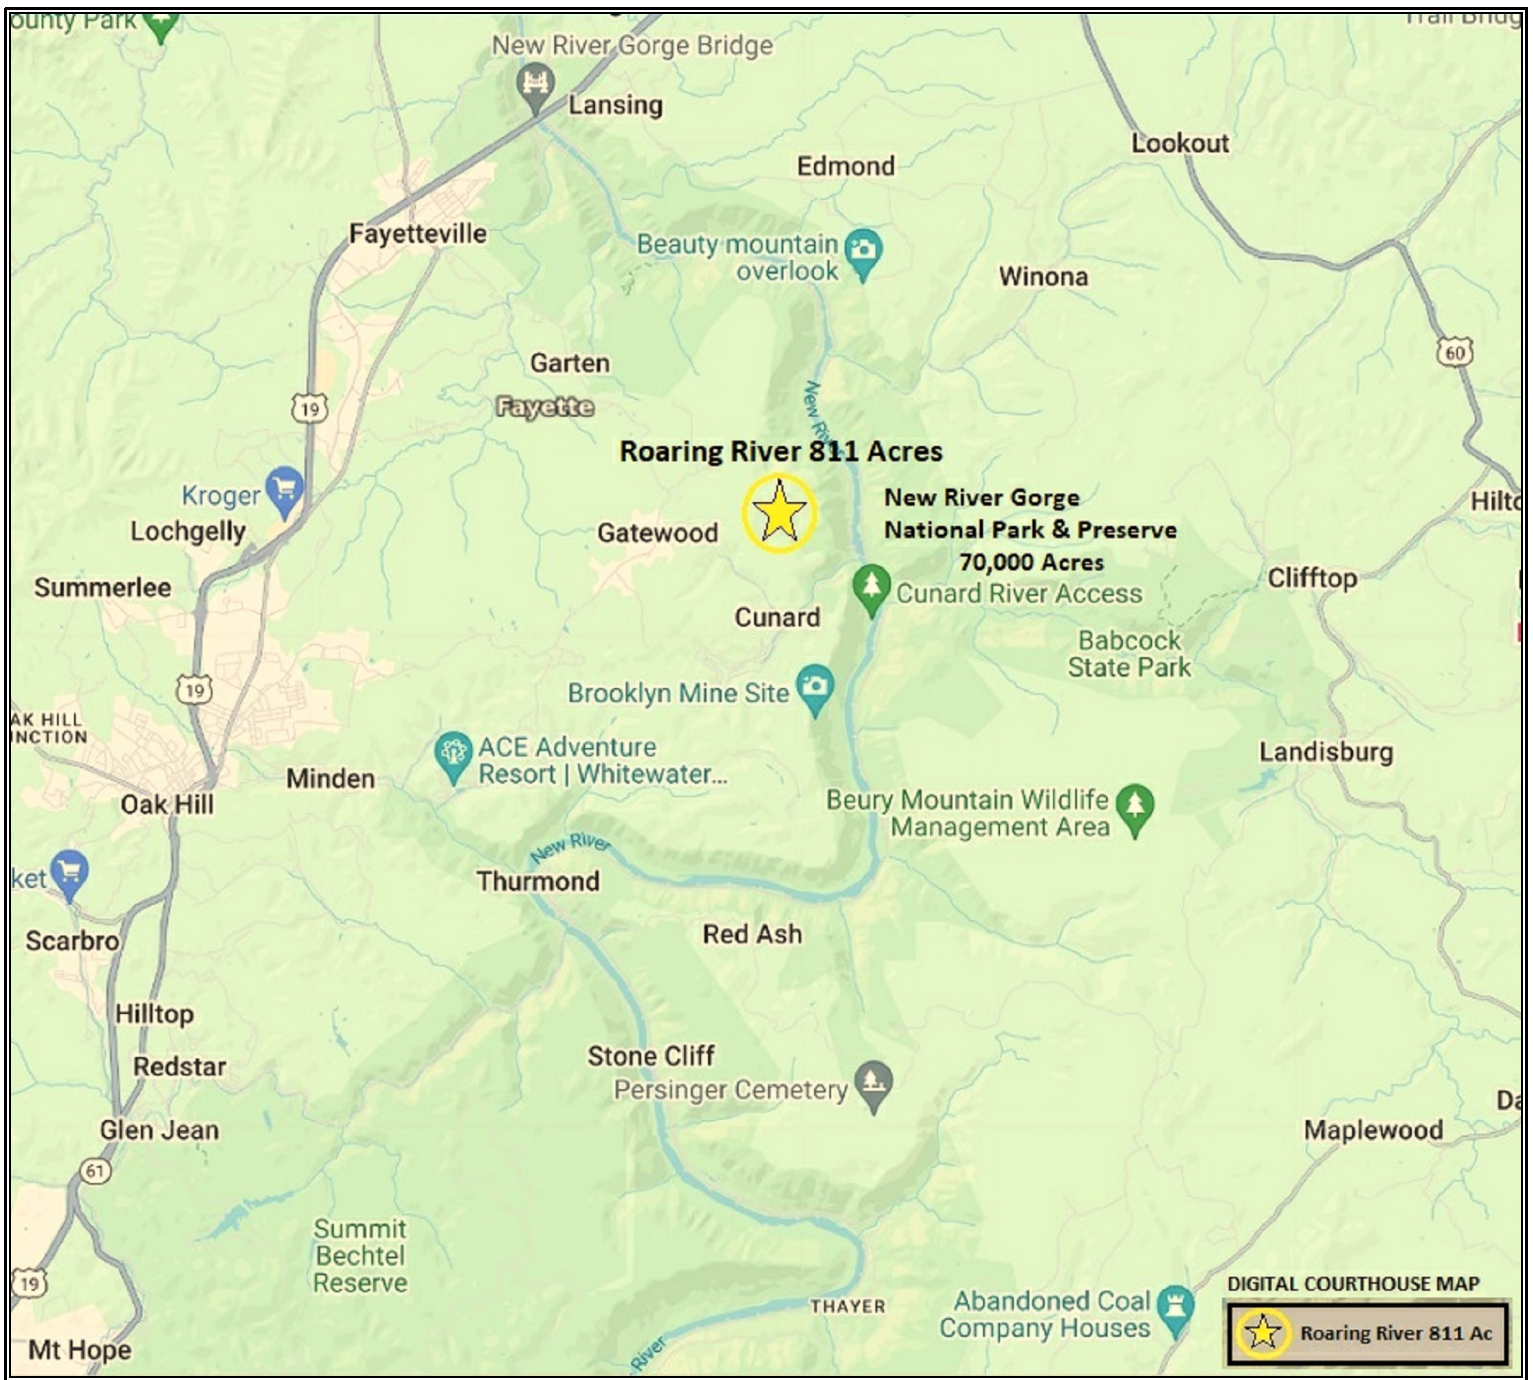 ounty Park
New River Gorge Bridge
Lansing
Lookout
Edmond
Fayetteville
Beauty mountain
overlook
Winona
60
Garten
Fayette
19
New
Roaring River 811 Acres
Kroger
Lochgelly
Gatewood
New River Gorge
National Park & Preserve
70,000 Acres
Hilto
Summerlee
Cunard River Access
Clifftop
Cunard
Babcock
State Park
19
Brooklyn Mine Site
AK HILL
NCTION
ACE Adventure
Resort | Whitewater...
Landisburg
Minden
Oak Hill
Beury Mountain Wildlife
Management Area
New River
ket
Thurmond
Scarbro
Red Ash
Hilltop
Redstar
Stone Cliff
Persinger Cemetery
Da
Glen Jean
Maplewood
61
Summit
Bechtel
Reserve
19
THAYER
Abandoned Coal
Company Houses
DIGITAL COURTHOUSE MAP
Roaring River 811 Ac
Mt Hope
River